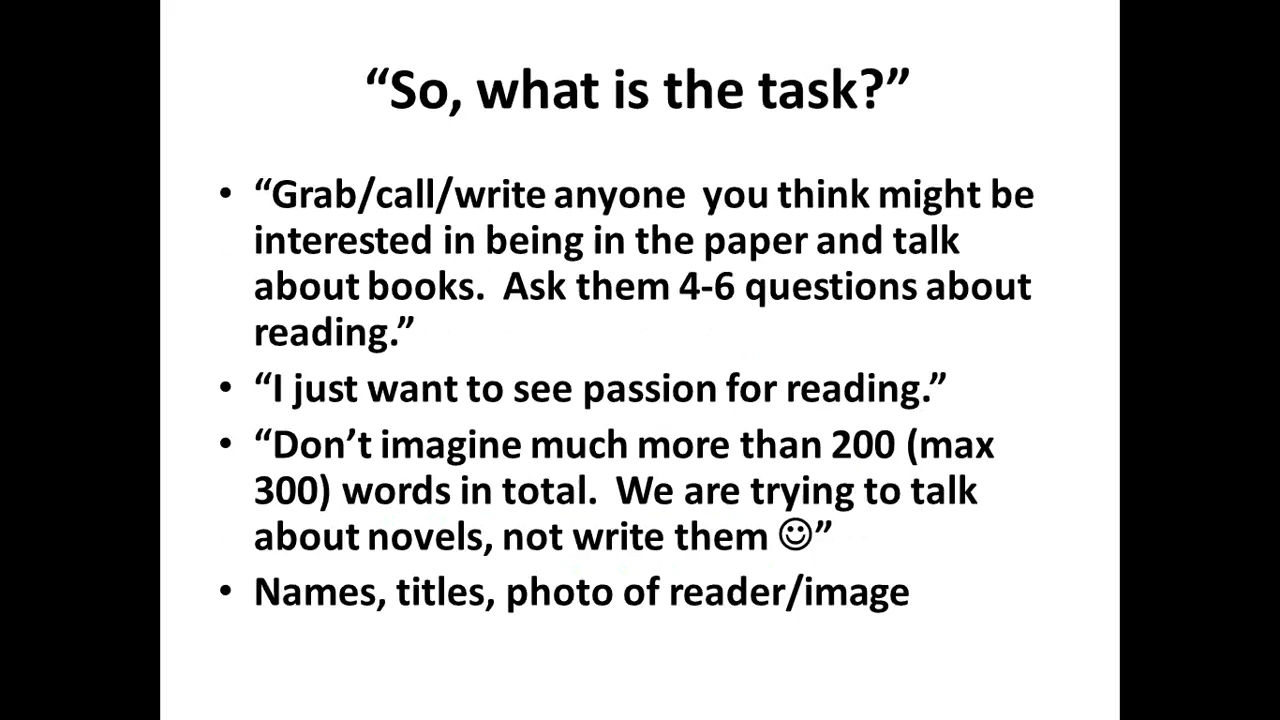 “So, what is the task?”
• “Grab/call/write anyone  you think might be
interested in being in the paper and talk
about books.  Ask them 4-6 questions about
reading.”
• “I just want to see passion for reading.”
• “Don’t imagine much more than 200 (max
300) words in total.  We are trying to talk
about novels, not write them ☺”
• Names, titles, photo of reader/image